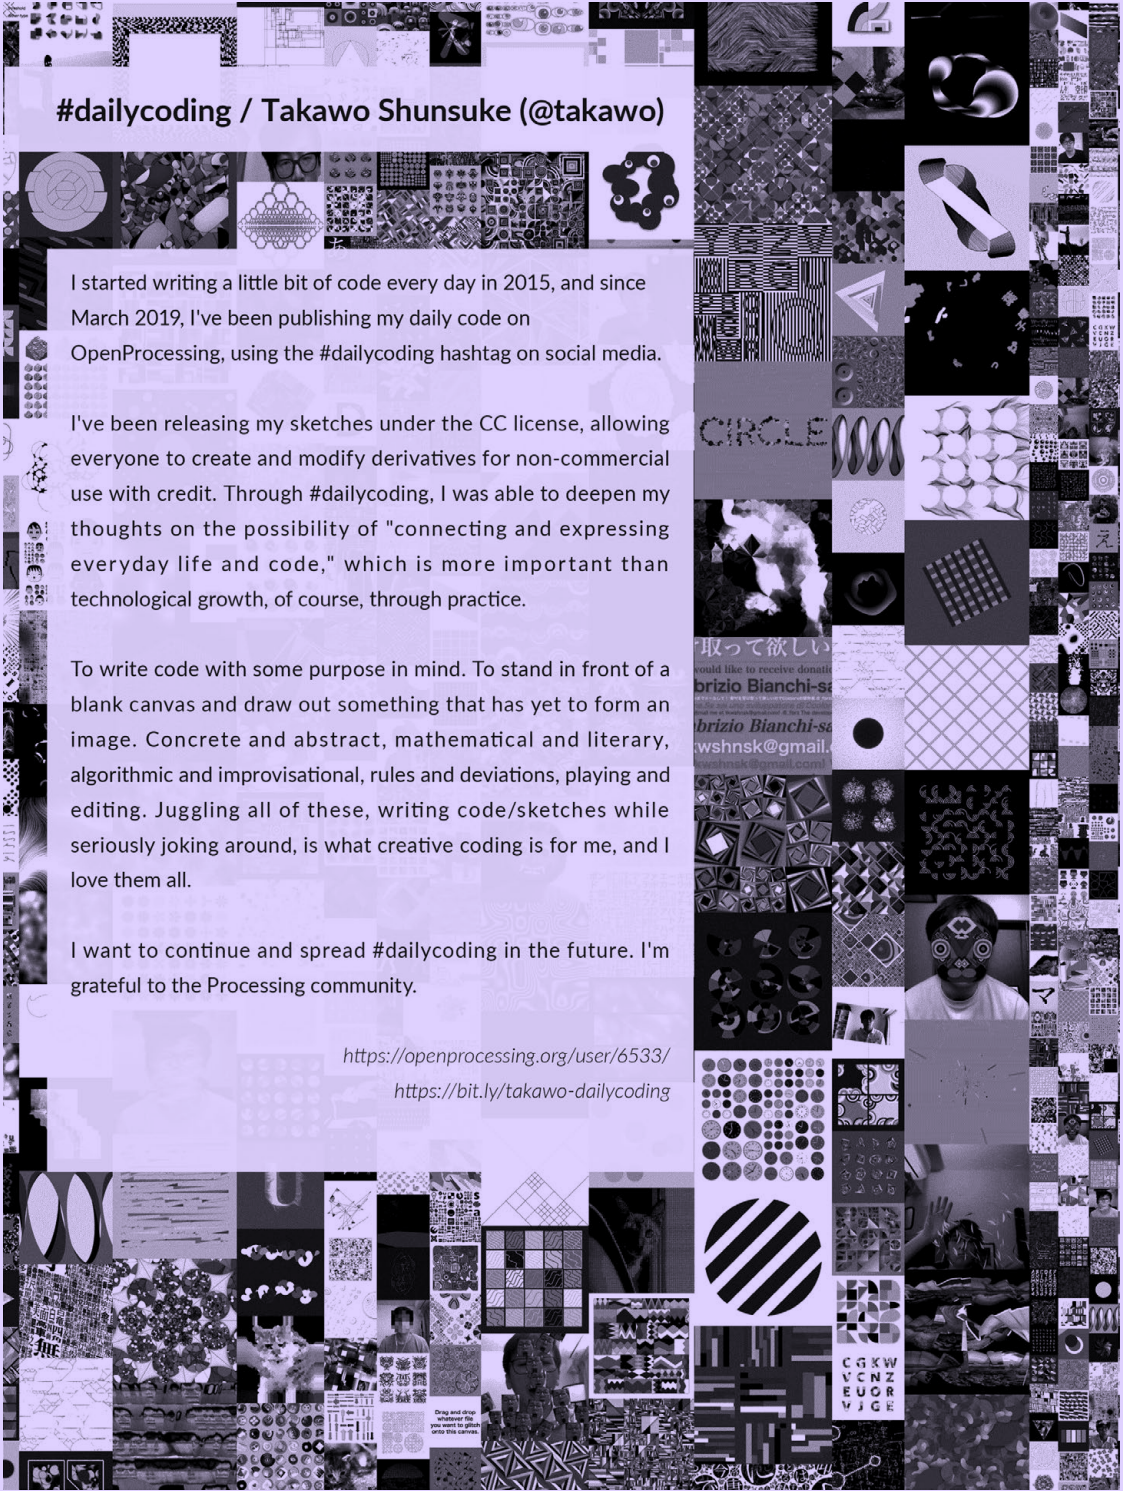 #dailycoding / Takawo Shunsuke (@takawo)
I started writing a little bit of code every day in 2015, and since
March 2019, I've been publishing my daily code on
OpenProcessing, using the #dailycoding hashtag on social media.
I've been releasing my sketches under the CC license, allowing
everyone to create and modify derivatives for non-commercial
use with credit. Through #dailycoding, I was able to deepen my
thoughts on the possibility of "connecting and expressing
everyday life and code," which is more important than
technological growth, of course, through practice.
To write code with some purpose in mind. To stand in front of a
blank canvas and draw out something that has yet to form an
image. Concrete and abstract, mathematical and literary,
algorithmic and improvisational, rules and deviations, playing and
editing. Juggling all of these, writing code/sketches while
seriously joking around, is what creative coding is for me, and I
love them all.
I want to continue and spread #dailycoding in the future. I'm
grateful to the Processing community.
https://openprocessing.org/user/6533/
https://bit.ly/takawo-dailycoding
CIRCLE
取って欲しい
would like to receive donatio
brizio Bianchi-sa
brizio Bianchi-sa
kwshnsk@gmail.
kwshnsk@gmail.com
C G K W
V C N Z
E U O R
V J G E
Drag and drop
whatever file
you want to glitch
onto this canvas.